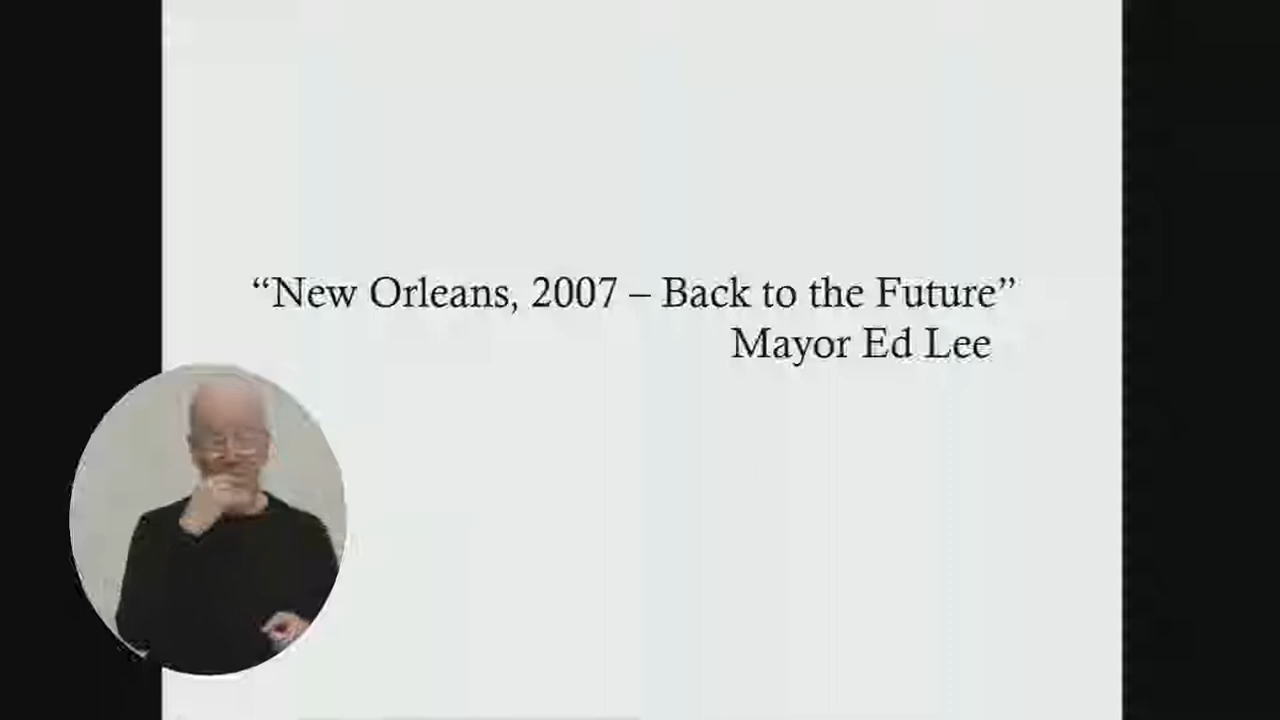 “New Orleans, 2007 – Back to the Future”
Mayor Ed Lee